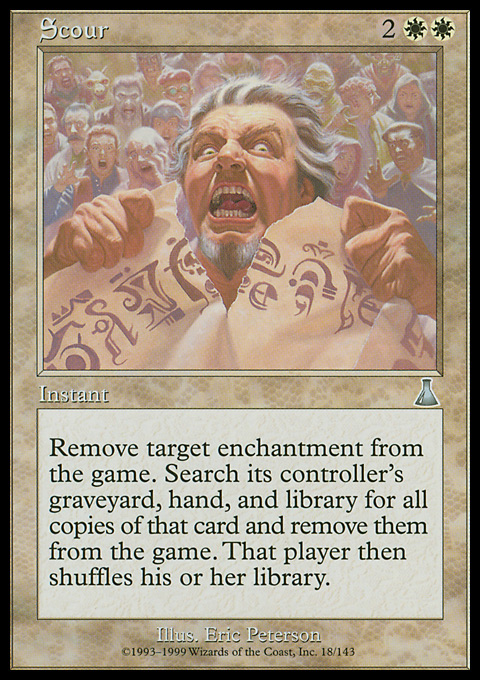 Scour 2
Instant
Remove target enchantment from
the game. Search its controller's
graveyard, hand, and library for all
copies of that card and remove them
from the game. That player then
shuffles his or her library.
Illus. Eric Peterson
©1993–1999 Wizards of the Coast, Inc. 18/143